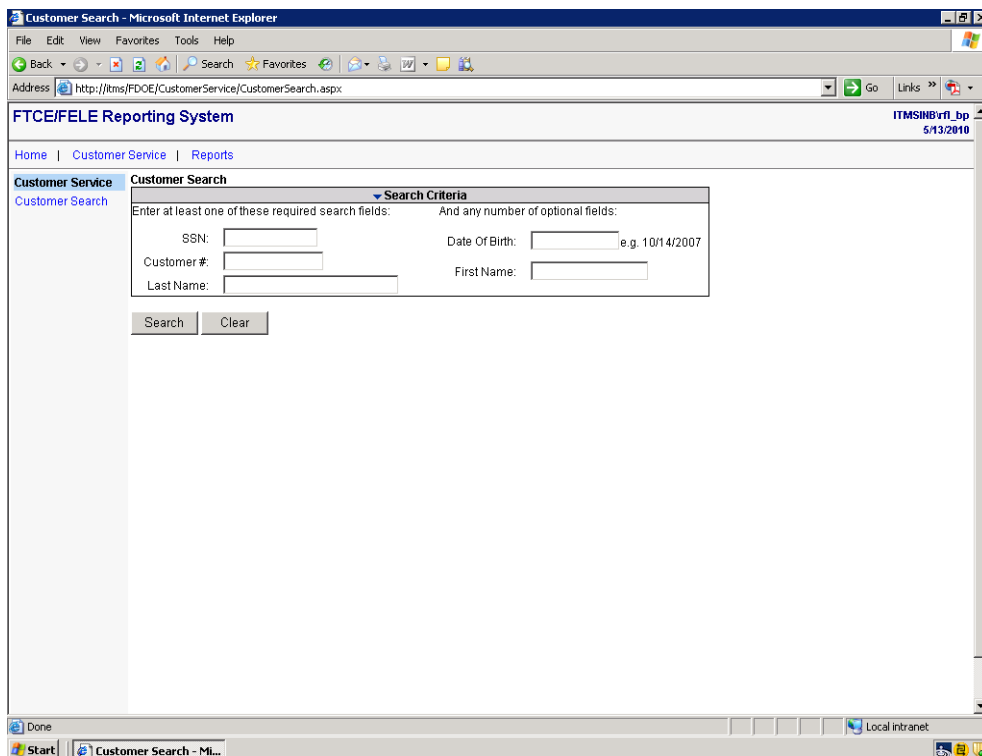 Customer Search - Microsoft Internet Explorer
File Edit View Favorites Tools Help
Back Search Favorites
Address http://itms/FDOE/CustomerService/CustomerSearch.aspx Go Links »
FTCE/FELE Reporting System
ITMSINB\rfl_bp
5/13/2010
Home | Customer Service | Reports
Customer Service
Customer Search
Customer Search
Search Criteria
Enter at least one of these required search fields: And any number of optional fields:
SSN:
Date Of Birth: e.g. 10/14/2007
Customer #:
First Name:
Last Name:
Search Clear
Done Local intranet
Start Customer Search - Mi...